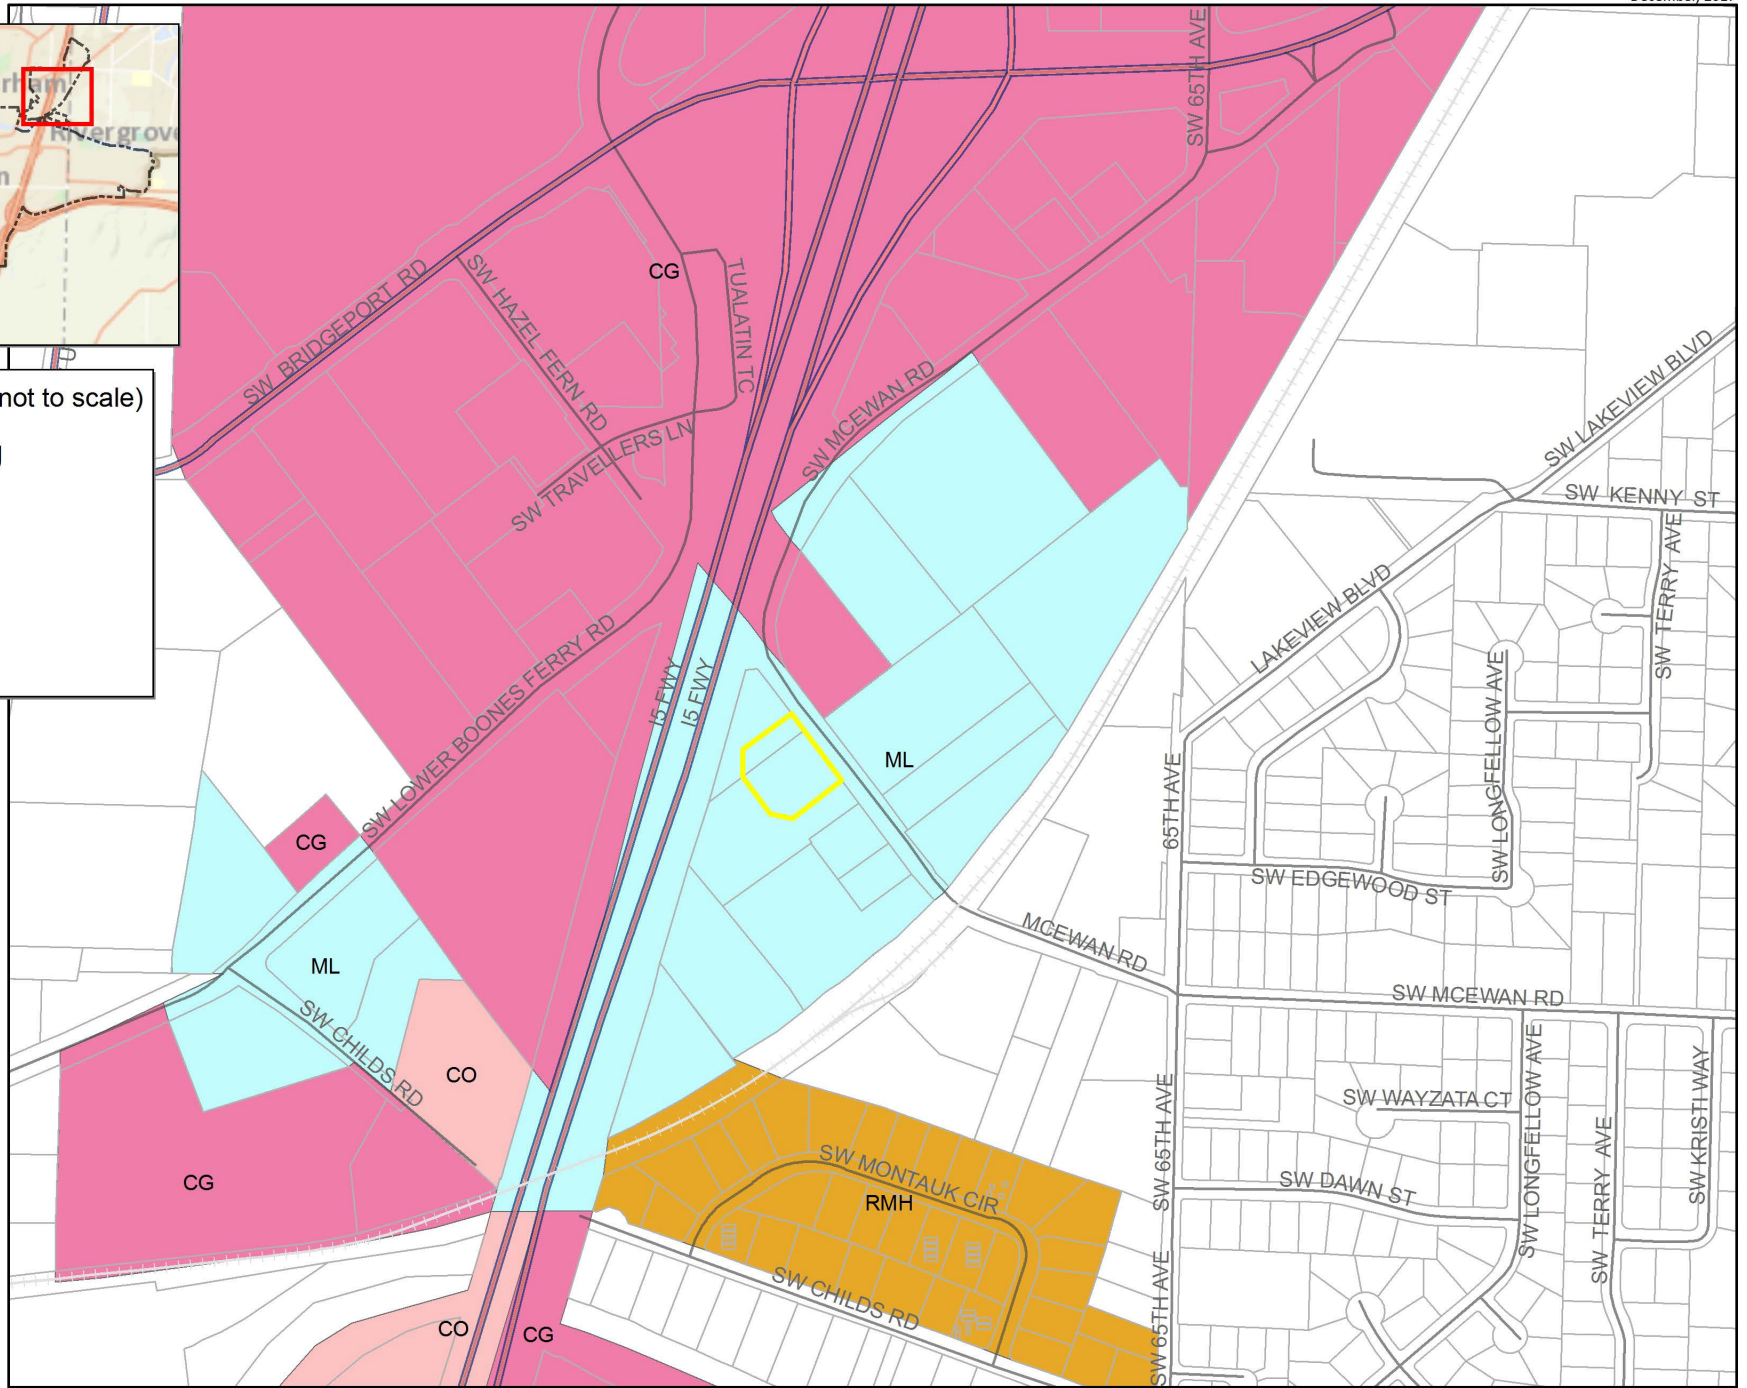 rham
Rivergrove
n
not to scale)
SW 65TH AVE
SW BRIDGEPORT RD
SW HAZEL FERN RD
CG
TUALATIN TC
SW MCEWAN RD
SW TRAVELLERS LN
SW LAKEVIEW BLVD
SW KENNY ST
SW TERRY AVE
LAKEVIEW BLVD
SW LOWER BOONES FERRY RD
I5 FWY
I5 FWY
SW LONGFELLOW AVE
ML
65TH AVE
CG
SW EDGEWOOD ST
MCEWAN RD
ML
SW MCEWAN RD
SW CHILDS RD
CO
SW 65TH AVE
SW WAYZATA CT
SW LONGFELLOW AVE
SW KRISTI WAY
SW TERRY AVE
CG
SW MONTAUK CIR
RMH
SW DAWN ST
SW CHILDS RD
SW 65TH AVE
CO
CG